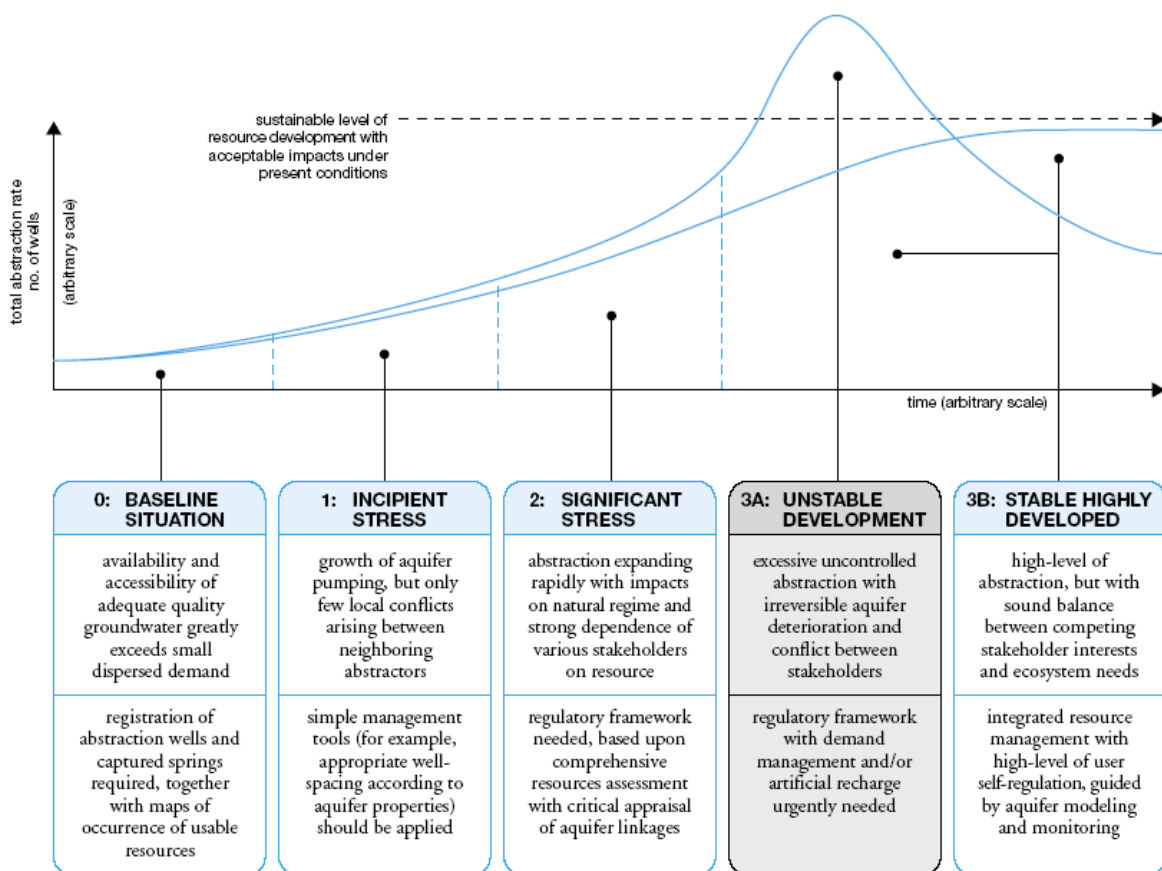 sustainable level of
resource development with
acceptable impacts under
present conditions
total abstraction rate
no. of wells
(arbitrary scale)
time (arbitrary scale)
0: BASELINE
SITUATION
availability and
accessibility of
adequate quality
groundwater greatly
exceeds small
dispersed demand
registration of
abstraction wells and
captured springs
required, together
with maps of
occurrence of usable
resources
1: INCIPIENT
STRESS
growth of aquifer
pumping, but only
few local conflicts
arising between
neighboring
abstractors
simple management
tools (for example,
appropriate well-
spacing according to
aquifer properties)
should be applied
2: SIGNIFICANT
STRESS
abstraction expanding
rapidly with impacts
on natural regime and
strong dependence of
various stakeholders
on resource
regulatory framework
needed, based upon
comprehensive
resources assessment
with critical appraisal
of aquifer linkages
3A: UNSTABLE
DEVELOPMENT
excessive uncontrolled
abstraction with
irreversible aquifer
deterioration and
conflict between
stakeholders
regulatory framework
with demand
management and/or
artificial recharge
urgently needed
3B: STABLE HIGHLY
DEVELOPED
high-level of
abstraction, but with
sound balance
between competing
stakeholder interests
and ecosystem needs
integrated resource
management with
high-level of user
self-regulation, guided
by aquifer modeling
and monitoring